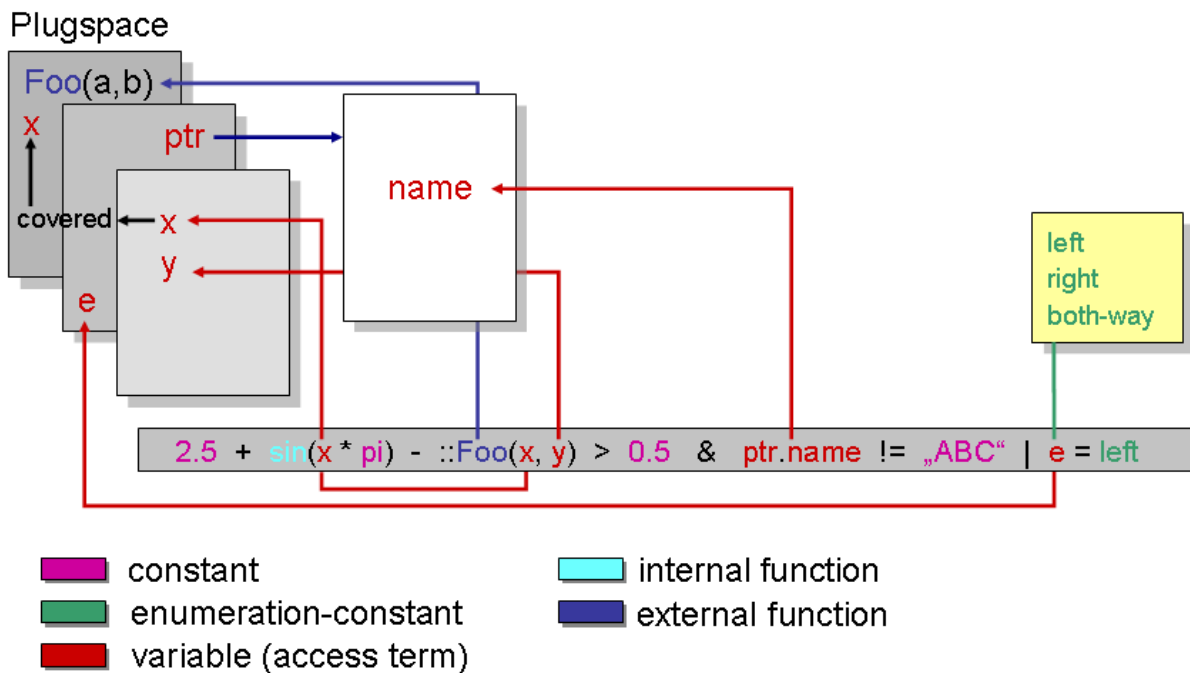 Plugspace
Foo(a,b)
x
ptr
name
covered
x
y
e
left
right
both-way
2.5 + sin(x * pi) - ::Foo(x, y) > 0.5 & ptr.name != „ABC“ | e = left
constant
internal function
enumeration-constant
external function
variable (access term)